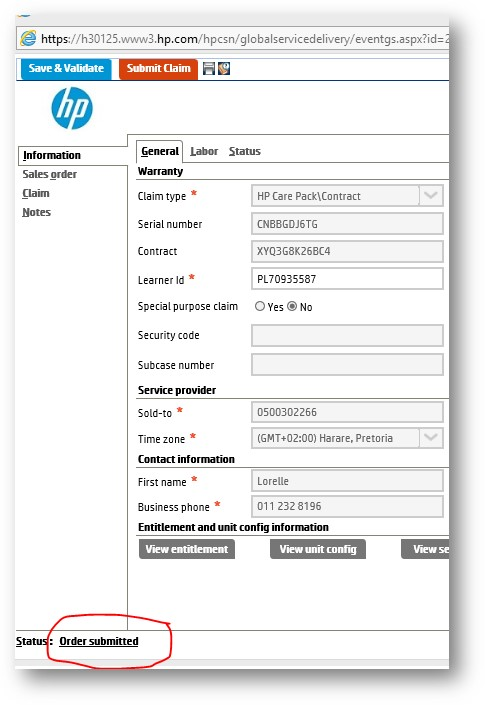 https://h30125.www3.hp.com/hpcsn/globalservicedelivery/eventgs.aspx?id=2
Save & Validate Submit Claim
hp
Information
Sales order
Claim
Notes
General Labor Status
Warranty
Claim type * HP Care Pack\Contract
Serial number CNBBGDJ6TG
Contract XYQ3G8K26BC4
Learner Id * PL70935587
Special purpose claim Yes No
Security code
Subcase number
Service provider
Sold-to * 0500302266
Time zone * (GMT+02:00) Harare, Pretoria
Contact information
First name * Lorelle
Business phone * 011 232 8196
Entitlement and unit config information
View entitlement View unit config View se
Status: Order submitted